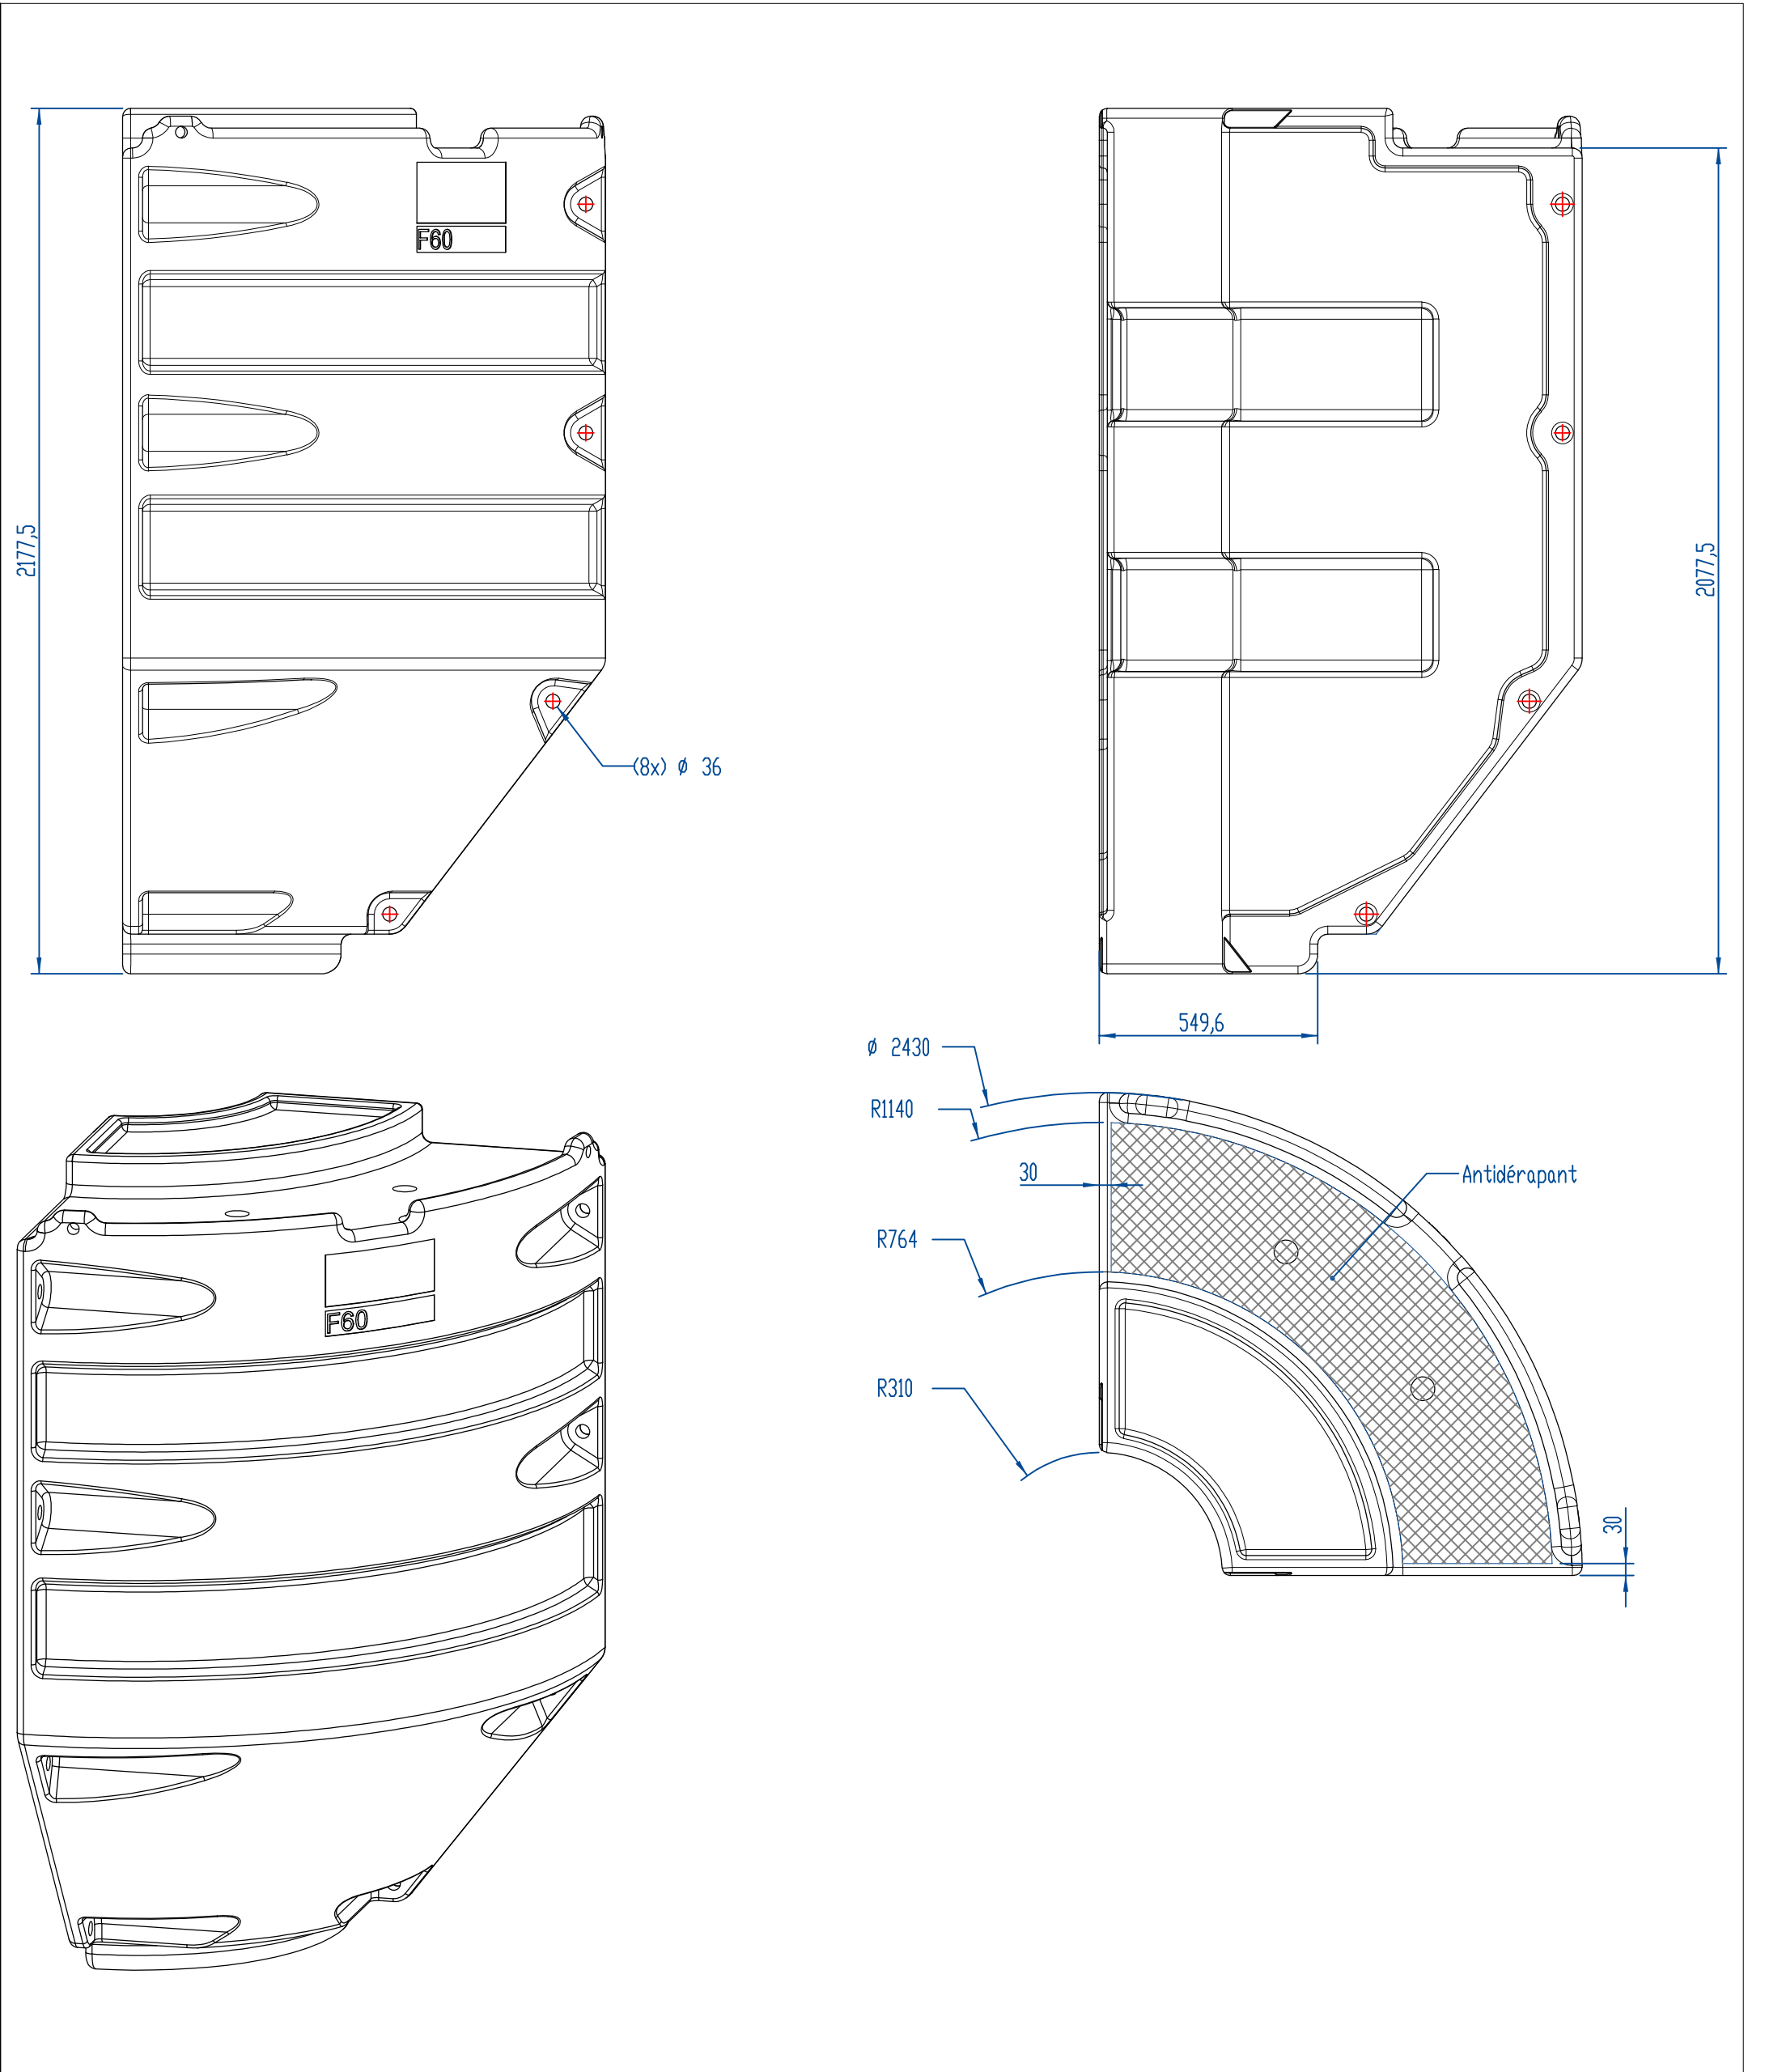 F60
2177,5
(8x) ø 36
2077,5
549,6
ø 2430
R1140
30
Antidérapant
R764
R310
30
F60